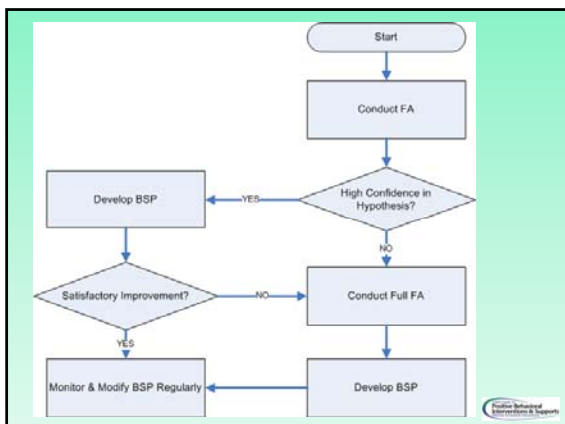 Start
Conduct FA
High Confidence in
Hypothesis?
YES
Develop BSP
NO
Satisfactory Improvement?
NO
Conduct Full FA
YES
Monitor & Modify BSP Regularly
Develop BSP
Positive Behavioral
Interventions & Supports